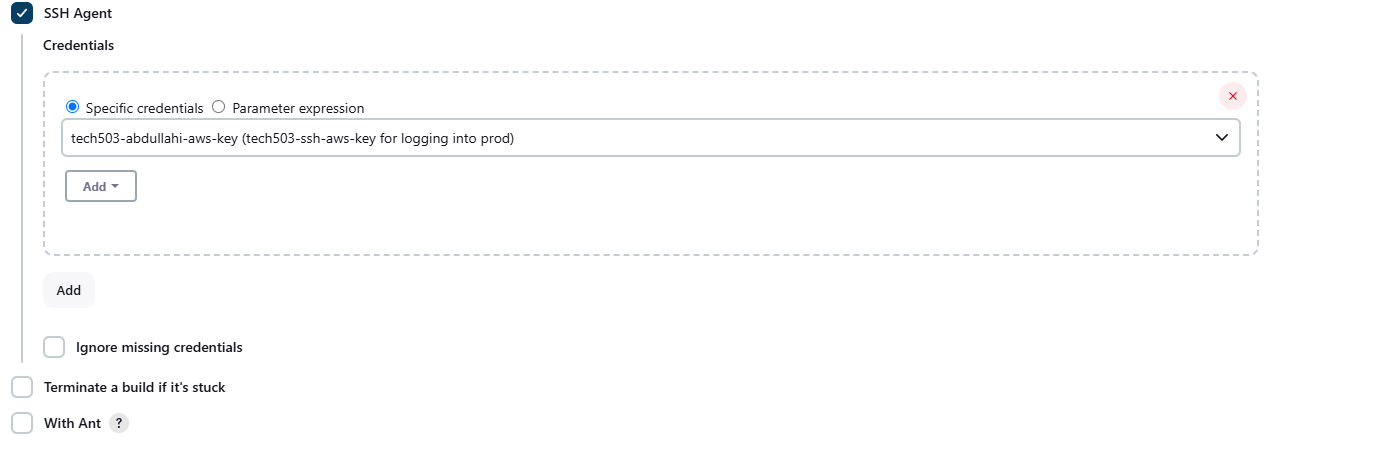 SSH Agent
Credentials
Specific credentials Parameter expression
tech503-abdullahi-aws-key (tech503-ssh-aws-key for logging into prod)
Add
Add
Ignore missing credentials
Terminate a build if it's stuck
With Ant ?